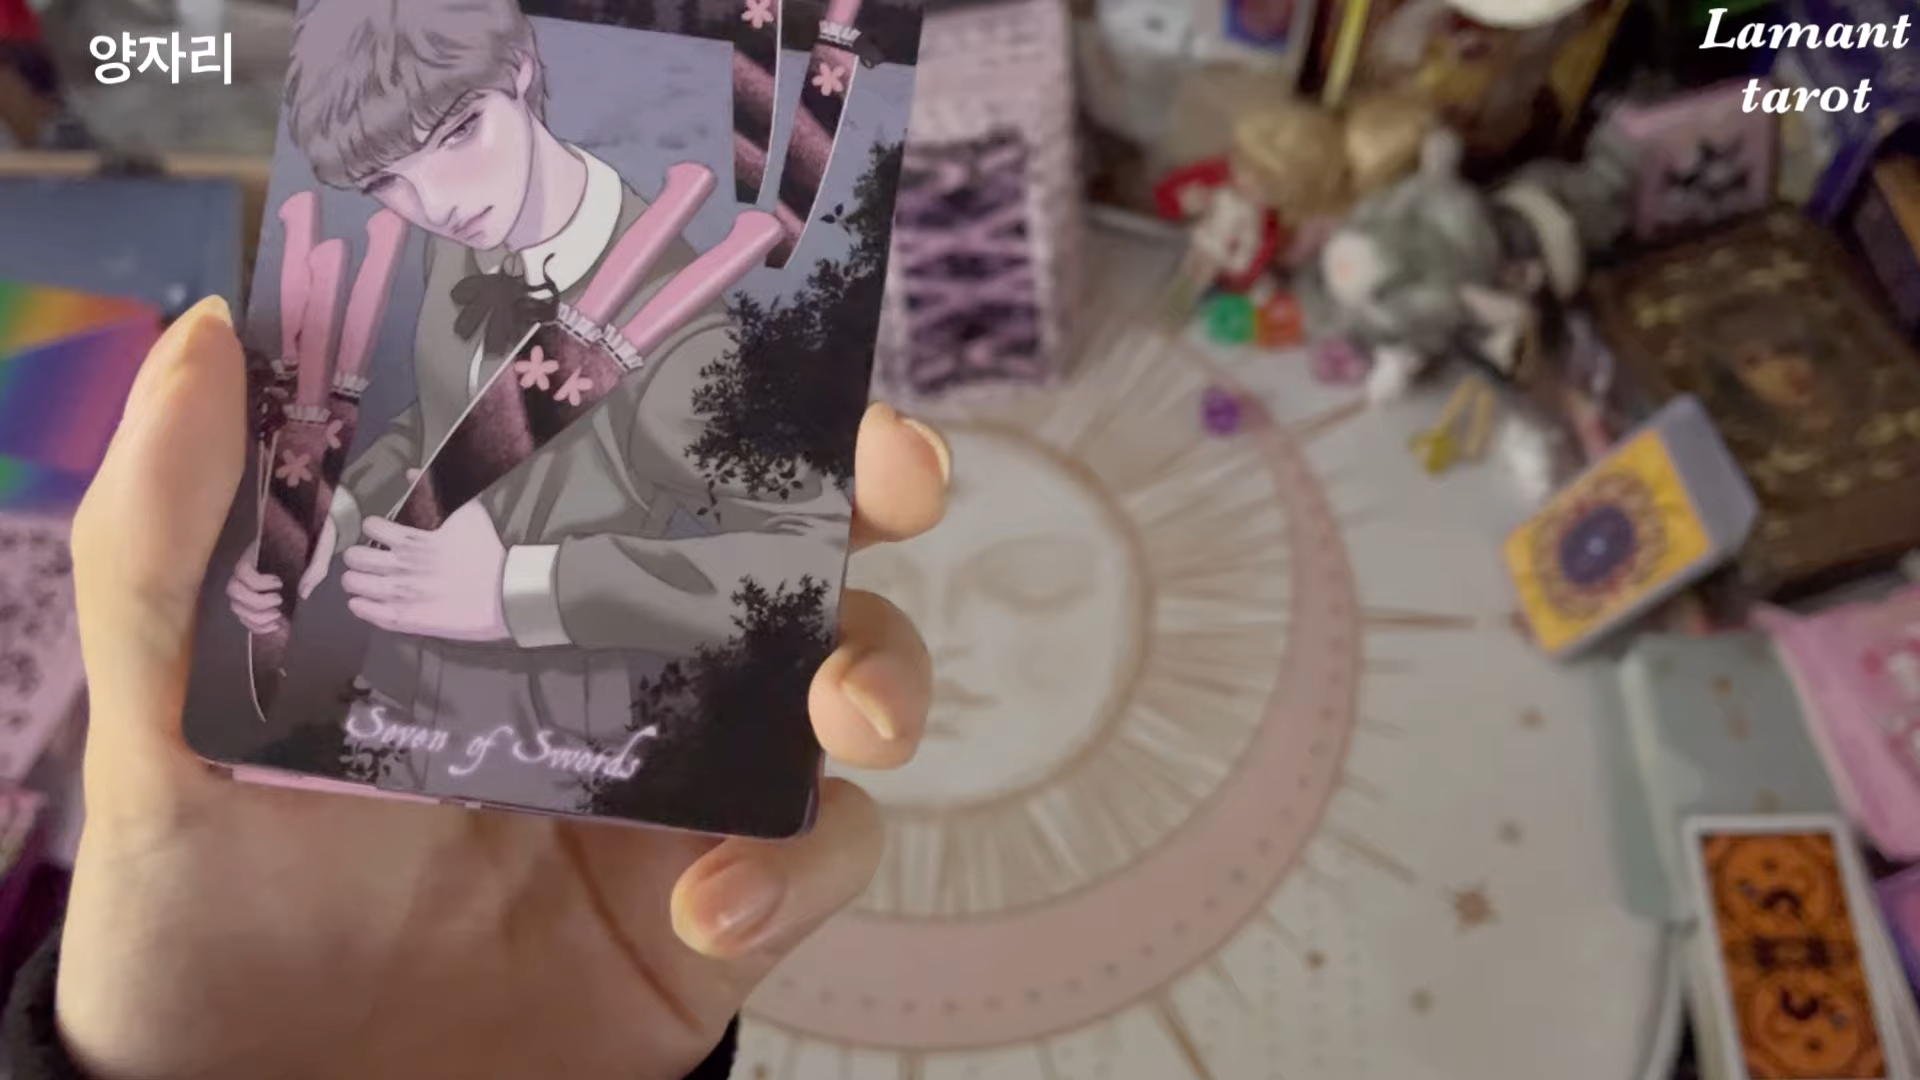 양자리
Lamant
tarot
Seven of Swords